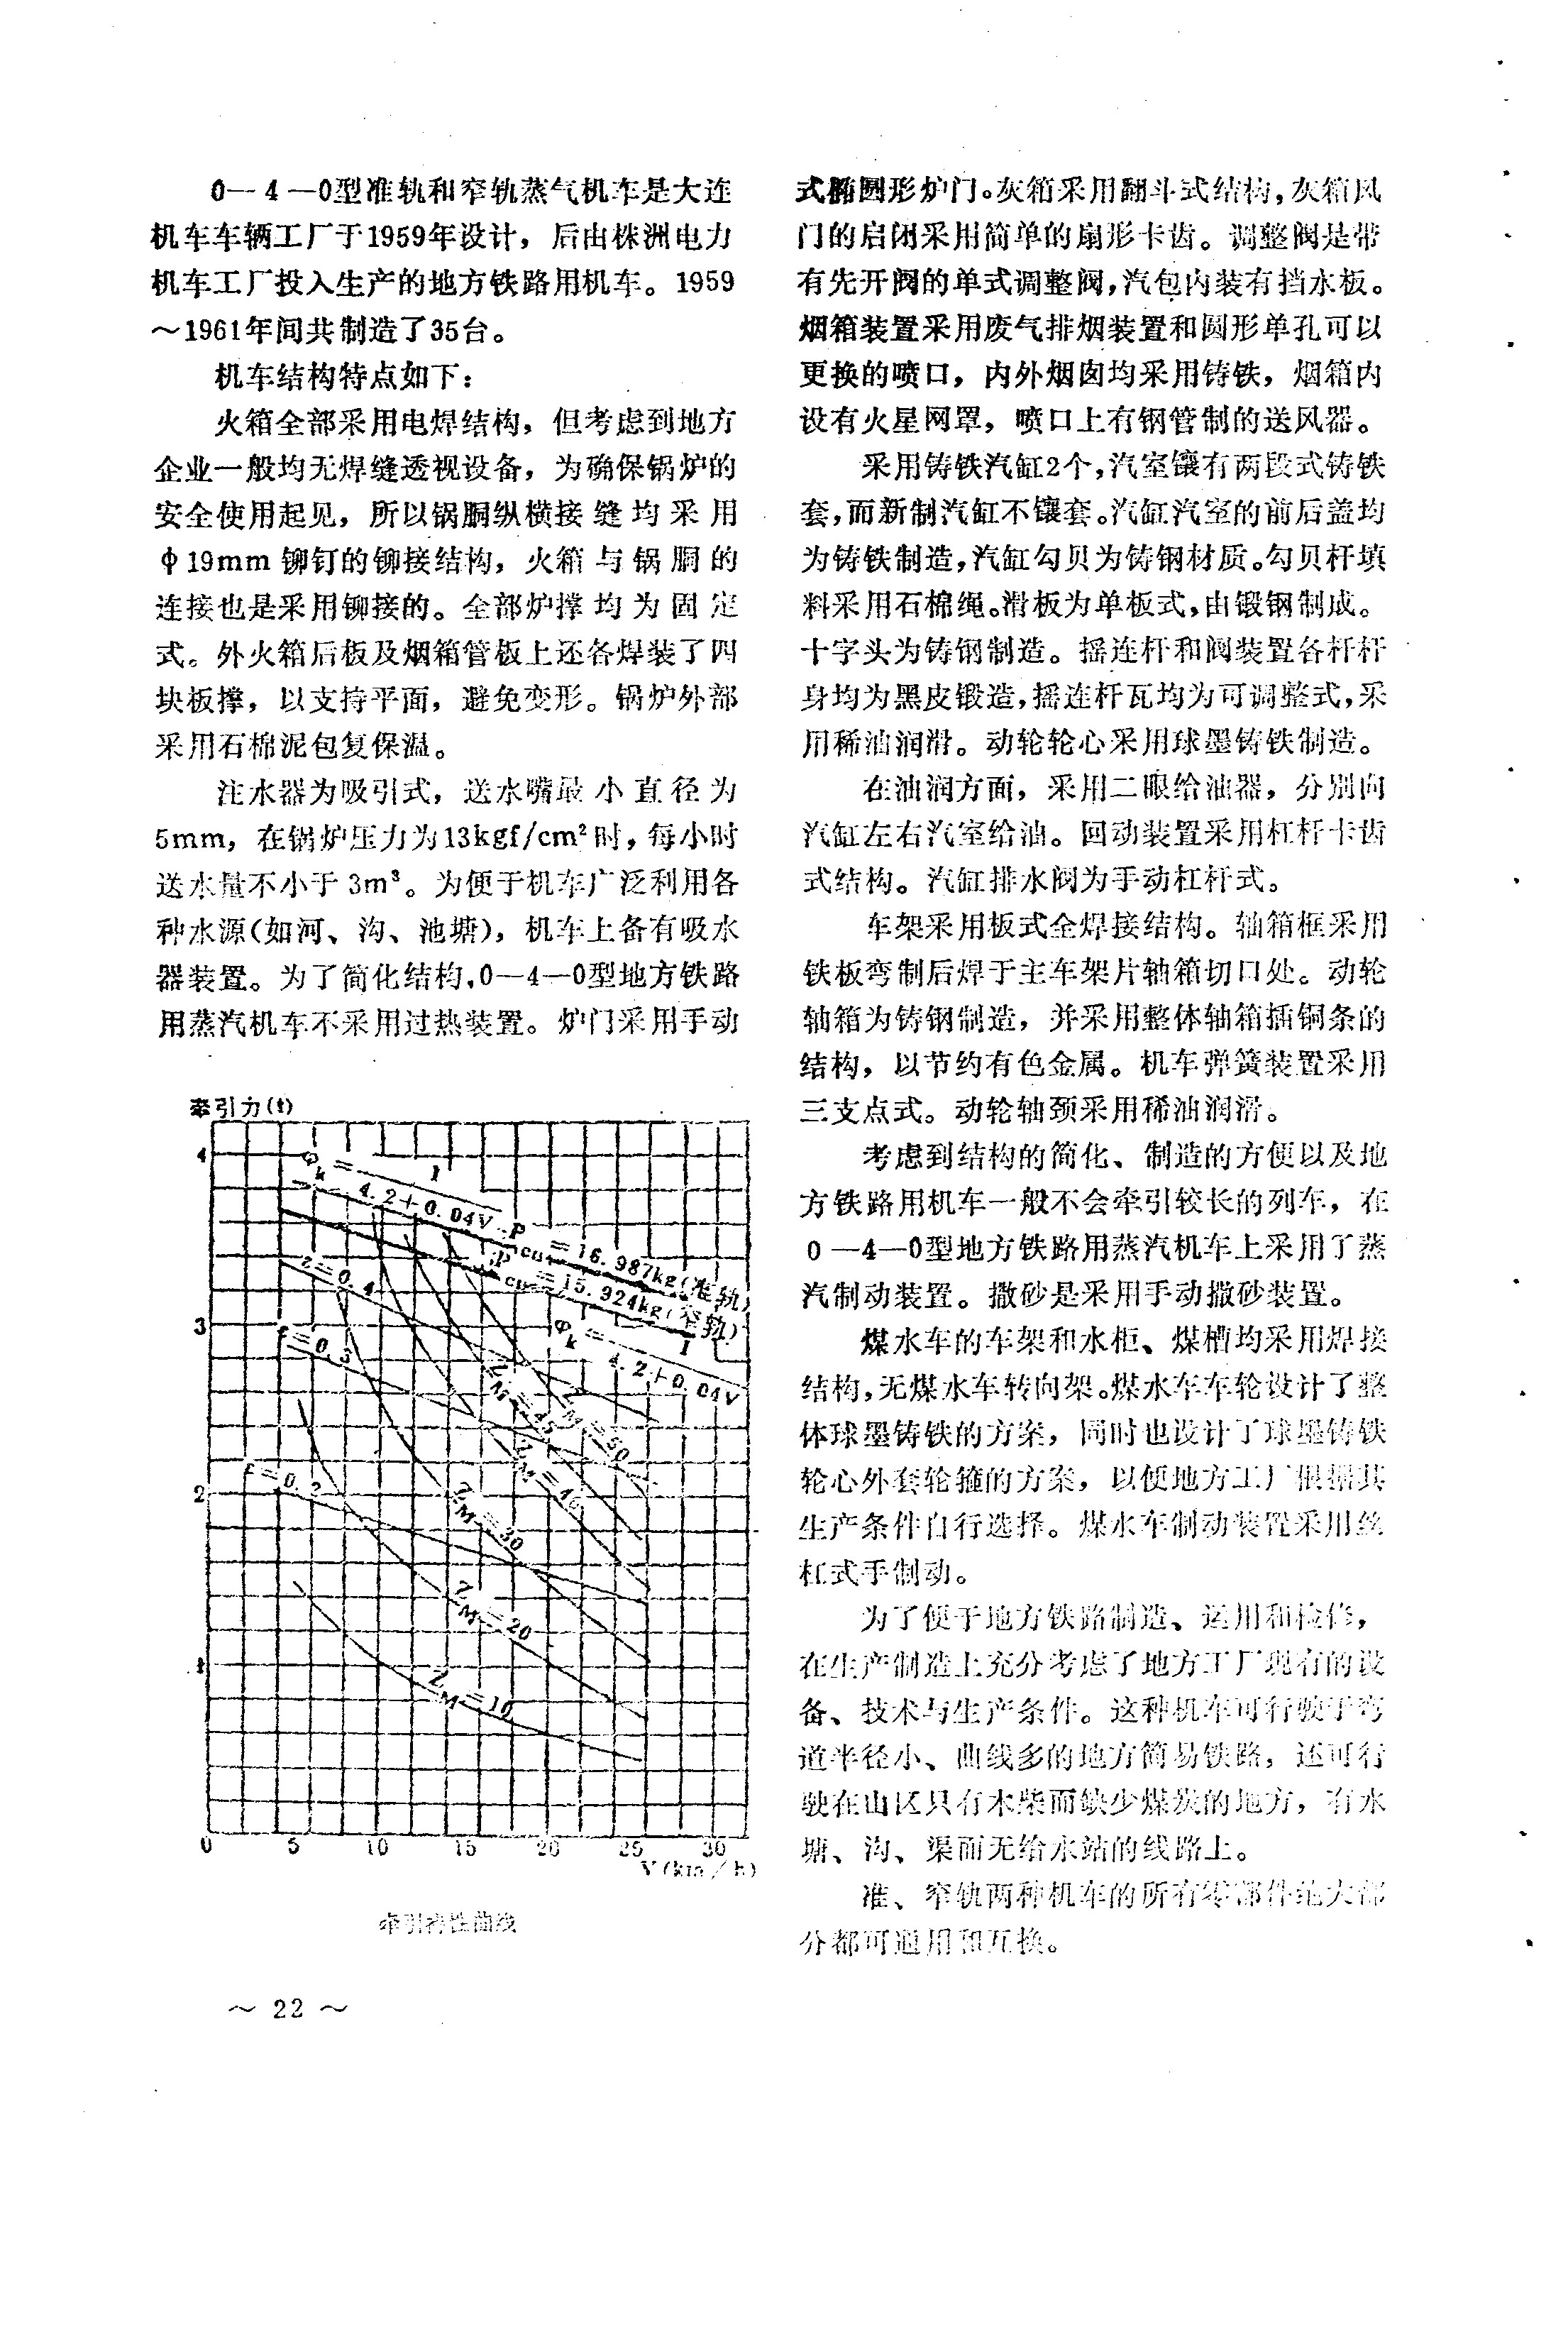 0—4—0型准轨和窄轨蒸气机车是大连
机车车辆工厂于1959年设计，后由株洲电力
机车工厂投入生产的地方铁路用机车。1959
～1961年间共制造了35台。
机车结构特点如下：
火箱全部采用电焊结构，但考虑到地方
企业一般均无焊缝透视设备，为确保锅炉的
安全使用起见，所以锅胴纵横接缝均采用
φ19mm铆钉的铆接结构，火箱与锅胴的
连接也是采用铆接的。全部炉撑均为固定
式。外火箱后板及烟箱管板上还各焊装了四
块板撑，以支持平面，避免变形。锅炉外部
采用石棉泥包复保温。
注水器为吸引式，送水嘴最小直径为
5mm，在锅炉压力为13kgf/cm²时，每小时
送水量不小于3m³。为便于机车广泛利用各
种水源(如河、沟、池塘)，机车上备有吸水
器装置。为了简化结构，0—4—0型地方铁路
用蒸汽机车不采用过热装置。炉门采用手动
牵引力(t)
4
3
2
1
φk=1/(4.2+0.04V)
Pcu=16.987kg(准轨)
Pcu=15.924kg(窄轨)
φk=1/(4.2+0.04V)
ε=0.4
ε=0.3
ε=0.2
ZM=50
ZM=45
ZM=40
ZM=30
ZM=20
ZM=10
0 5 10 15 20 25 30
V(km/h)
牵引特性曲线
～22～
式椭圆形炉门。灰箱采用翻斗式结构，灰箱风
门的启闭采用简单的扇形卡齿。调整阀是带
有先开阀的单式调整阀，汽包内装有挡水板。
烟箱装置采用废气排烟装置和圆形单孔可以
更换的喷口，内外烟囱均采用铸铁，烟箱内
设有火星网罩，喷口上有钢管制的送风器。
采用铸铁汽缸2个，汽室镶有两段式铸铁
套，而新制汽缸不镶套。汽缸汽室的前后盖均
为铸铁制造，汽缸勾贝为铸钢材质。勾贝杆填
料采用石棉绳。滑板为单板式，由锻钢制成。
十字头为铸钢制造。摇连杆和阀装置各杆杆
身均为黑皮锻造，摇连杆瓦均为可调整式，采
用稀油润滑。动轮轮心采用球墨铸铁制造。
在油润方面，采用二眼给油器，分别向
汽缸左右汽室给油。回动装置采用杠杆卡齿
式结构。汽缸排水阀为手动杠杆式。
车架采用板式全焊接结构。轴箱框采用
铁板弯制后焊于主车架片轴箱切口处。动轮
轴箱为铸钢制造，并采用整体轴箱插铜条的
结构，以节约有色金属。机车弹簧装置采用
三支点式。动轮轴颈采用稀油润滑。
考虑到结构的简化、制造的方便以及地
方铁路用机车一般不会牵引较长的列车，在
0—4—0型地方铁路用蒸汽机车上采用了蒸
汽制动装置。撒砂是采用手动撒砂装置。
煤水车的车架和水柜、煤槽均采用焊接
结构，无煤水车转向架。煤水车车轮设计了整
体球墨铸铁的方案，同时也设计了球墨铸铁
轮心外套轮箍的方案，以便地方工厂根据其
生产条件自行选择。煤水车制动装置采用丝
杠式手制动。
为了便于地方铁路制造、运用和检修，
在生产制造上充分考虑了地方工厂现有的设
备、技术与生产条件。这种机车可行驶于弯
道半径小、曲线多的地方简易铁路，还可行
驶在山区只有木柴而缺少煤炭的地方，有水
塘、沟、渠而无给水站的线路上。
准、窄轨两种机车的所有零部件绝大部
分都可通用和互换。